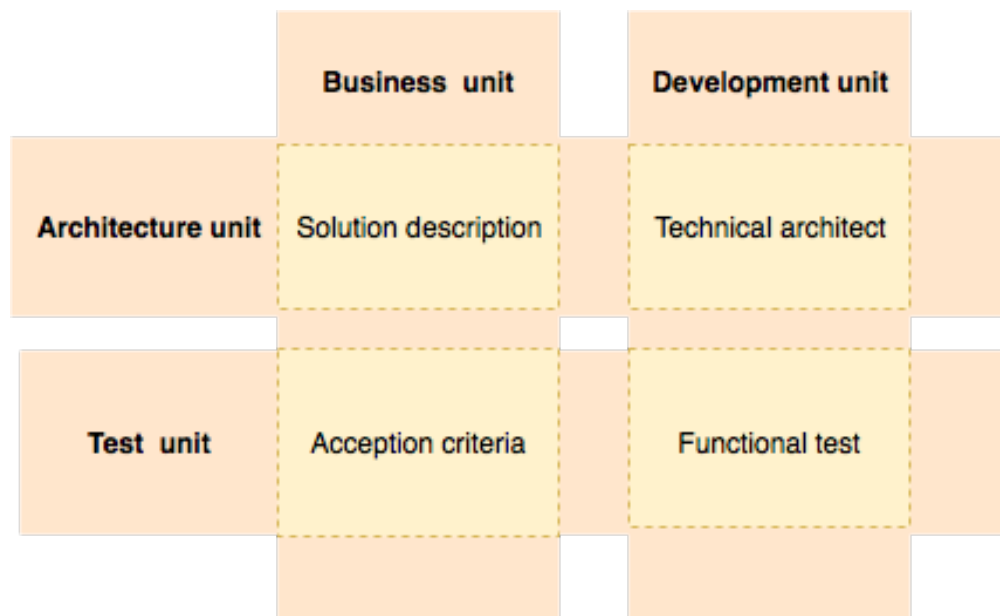 Business unit
Development unit
Architecture unit
Solution description
Technical architect
Test unit
Acception criteria
Functional test